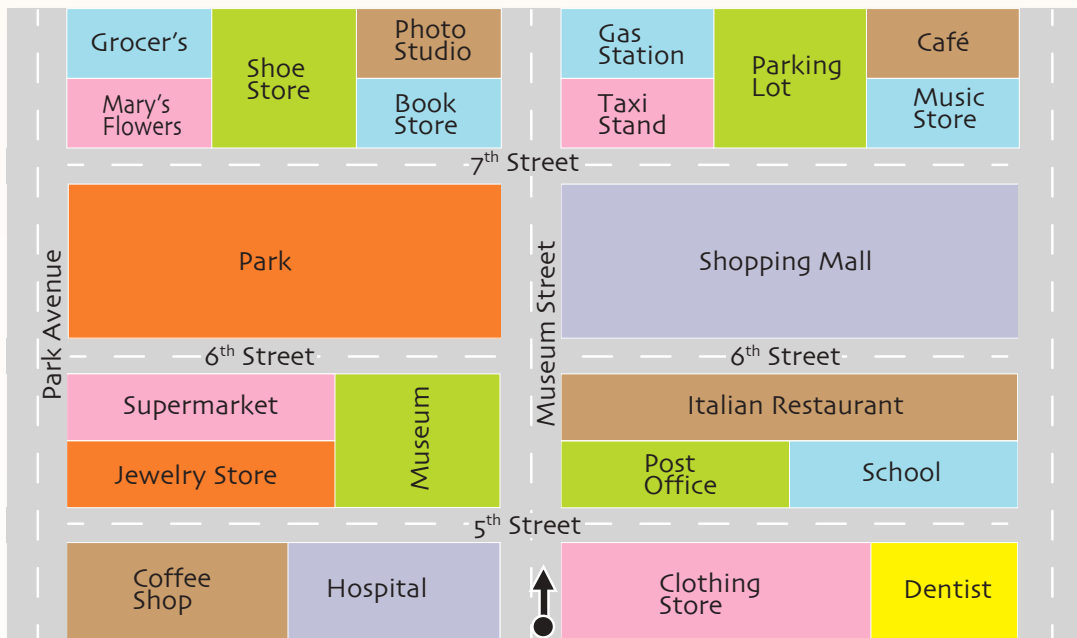 Grocer's
Shoe
Store
Photo
Studio
Mary's
Flowers
Book
Store
Gas
Station
Parking
Lot
Café
Taxi
Stand
Music
Store
7th Street
Park
Shopping Mall
Park Avenue
Museum Street
6th Street
6th Street
Supermarket
Museum
Italian Restaurant
Jewelry Store
Post
Office
School
5th Street
Coffee
Shop
Hospital
Clothing
Store
Dentist